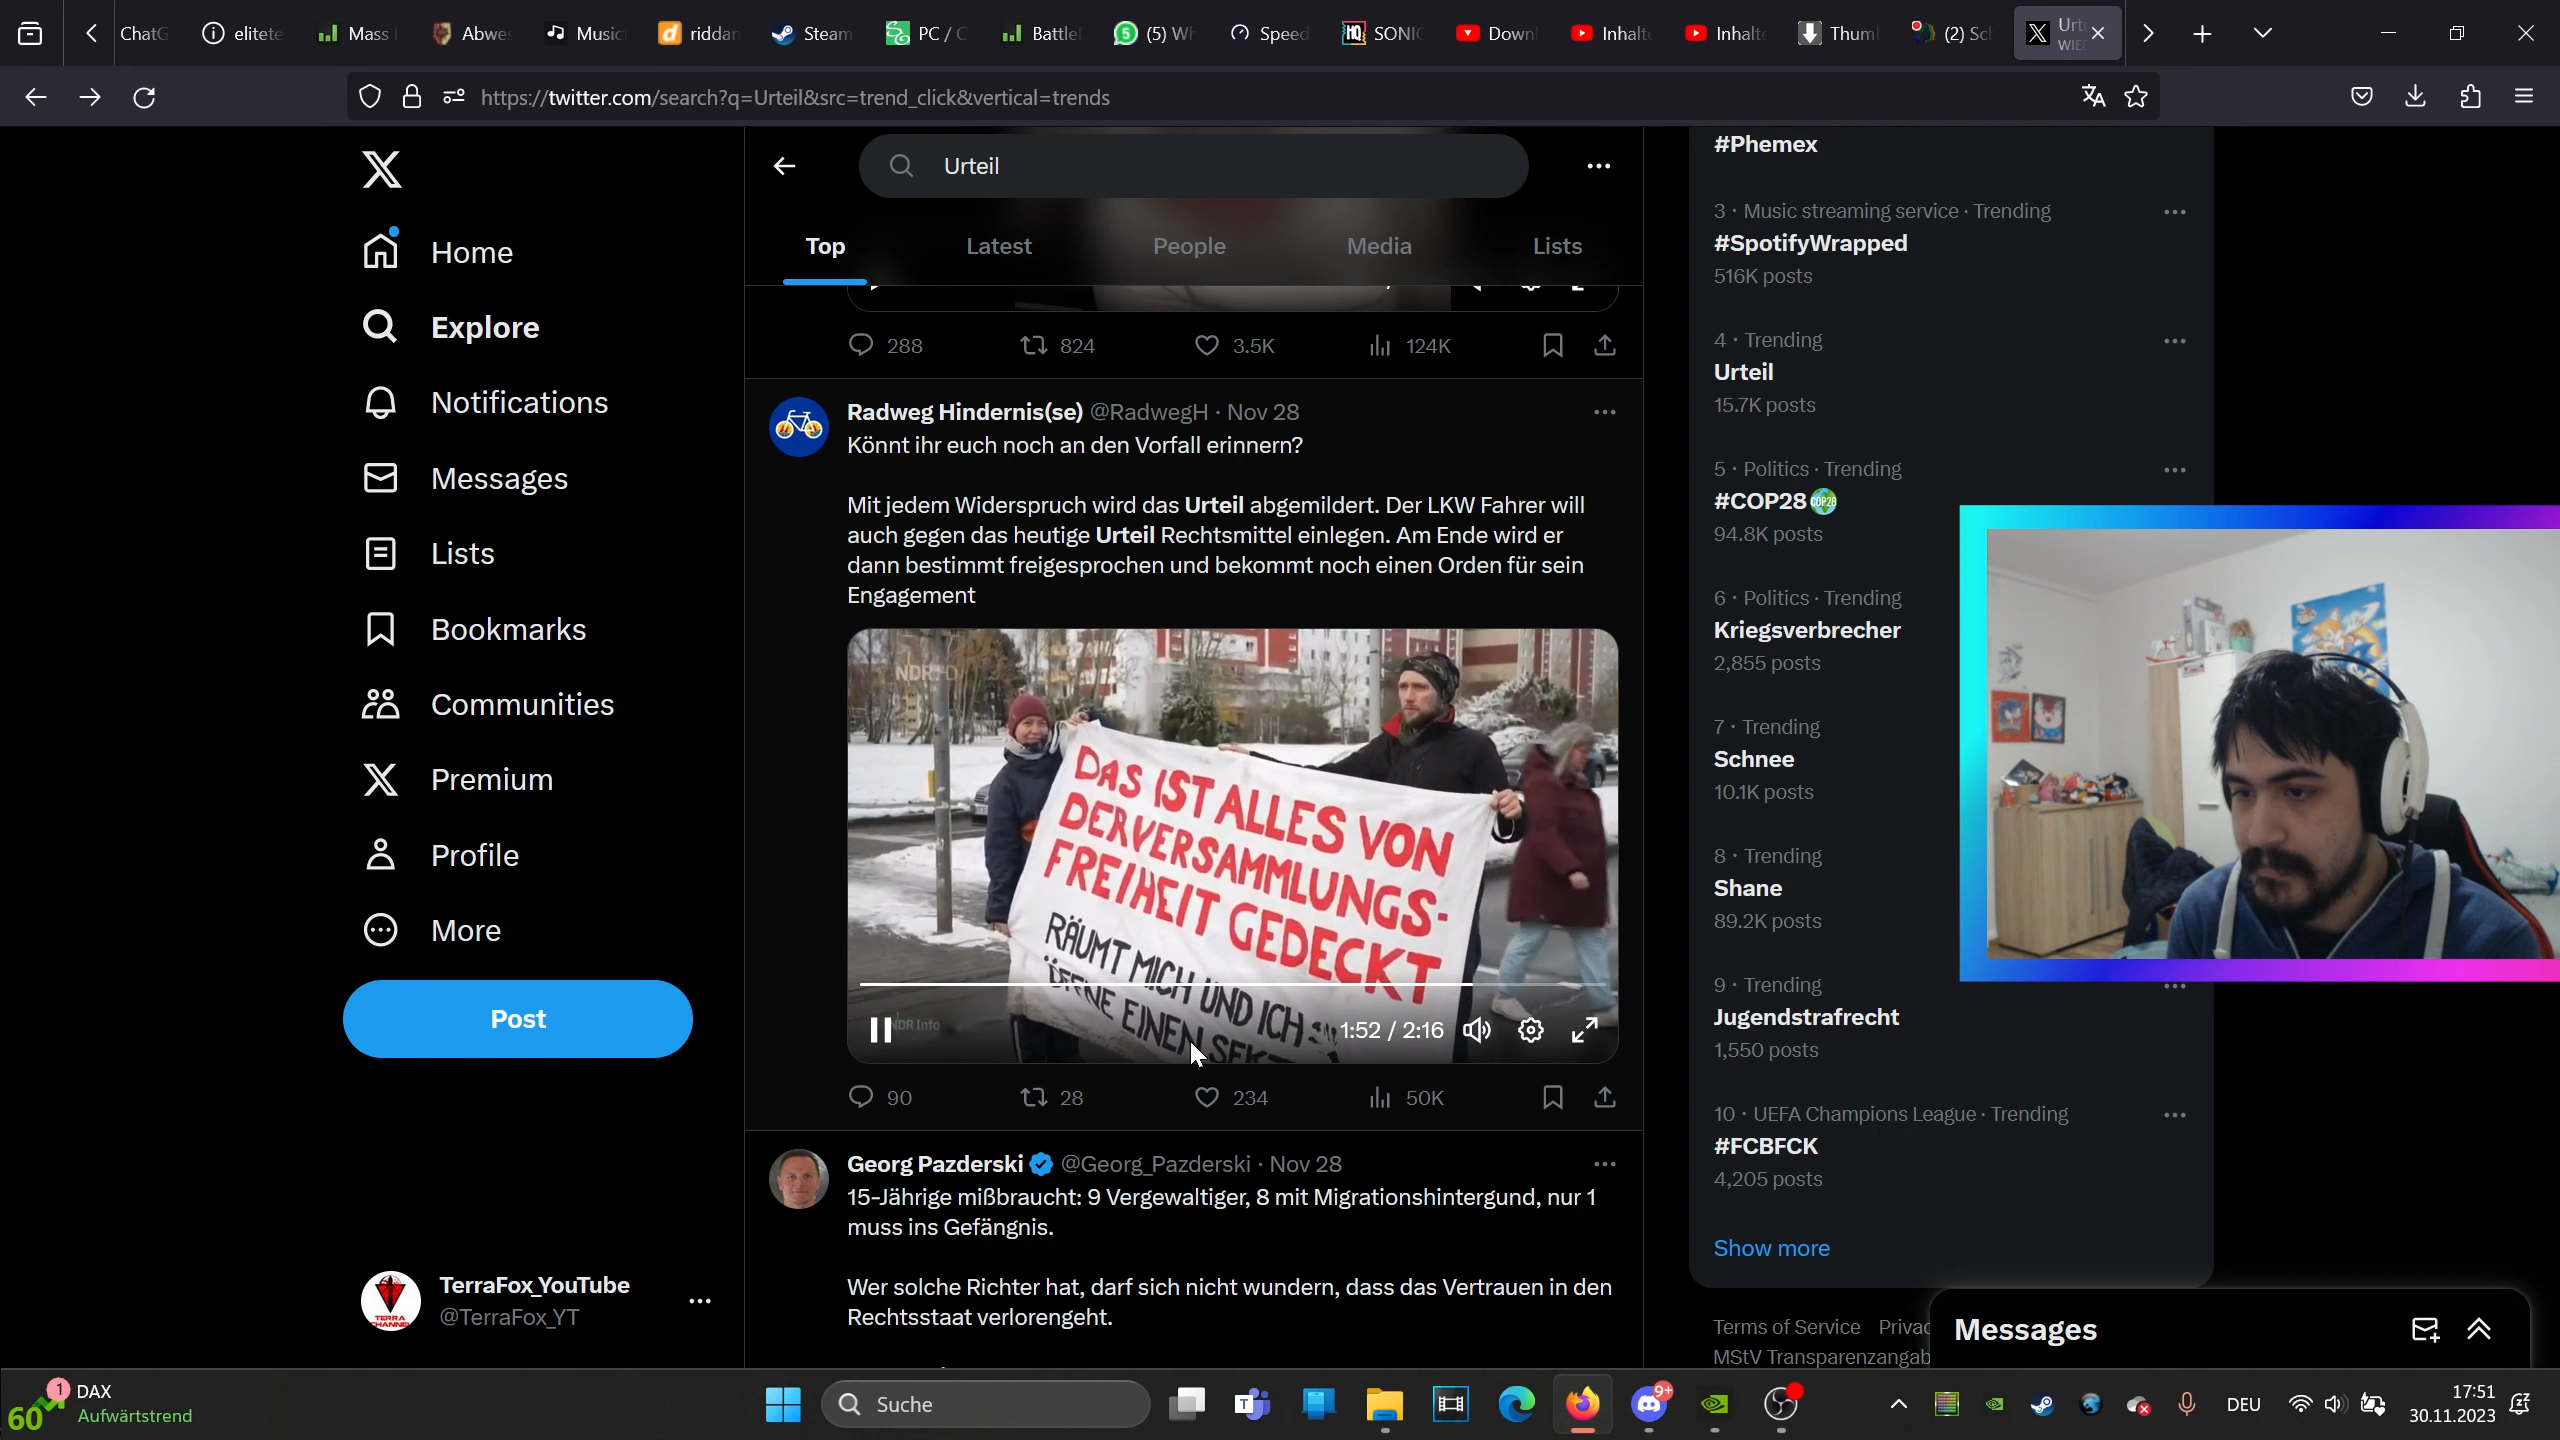 ChatG
elitete
Mass
Abwe
Music
riddan
Steam
PC / C
Battlef
(5) Wh
Speed
SONIC
Down
Inhalte
Inhalte
Thum
(2) Sc
Urt
WIE
https://twitter.com/search?q=Urteil&src=trend_click&vertical=trends
Home
Explore
Notifications
Messages
Lists
Bookmarks
Communities
Premium
Profile
More
Post
TerraFox_YouTube
@TerraFox_YT
Urteil
Top
Latest
People
Media
Lists
288
824
3.5K
124K
Radweg Hindernis(se) @RadwegH · Nov 28
Könnt ihr euch noch an den Vorfall erinnern?
Mit jedem Widerspruch wird das Urteil abgemildert. Der LKW Fahrer will
auch gegen das heutige Urteil Rechtsmittel einlegen. Am Ende wird er
dann bestimmt freigesprochen und bekommt noch einen Orden für sein
Engagement
DAS IST ALLES VON
DER VERSAMMLUNGS-
FREIHEIT GEDECKT
RÄUMT MICH UND ICH
ÖFFNE EINEN SEKT
NDR Info
1:52 / 2:16
90
28
234
50K
Georg Pazderski @Georg_Pazderski · Nov 28
15-Jährige mißbraucht: 9 Vergewaltiger, 8 mit Migrationshintergund, nur 1
muss ins Gefängnis.
Wer solche Richter hat, darf sich nicht wundern, dass das Vertrauen in den
Rechtsstaat verlorengeht.
#Phemex
3 · Music streaming service · Trending
#SpotifyWrapped
516K posts
4 · Trending
Urteil
15.7K posts
5 · Politics · Trending
#COP28
94.8K posts
6 · Politics · Trending
Kriegsverbrecher
2,855 posts
7 · Trending
Schnee
10.1K posts
8 · Trending
Shane
89.2K posts
9 · Trending
Jugendstrafrecht
1,550 posts
10 · UEFA Champions League · Trending
#FCBFCK
4,205 posts
Show more
Terms of Service Privac
MStV Transparenzangab
Messages
60
1
DAX
Aufwärtstrend
Suche
9+
DEU
17:51
30.11.2023